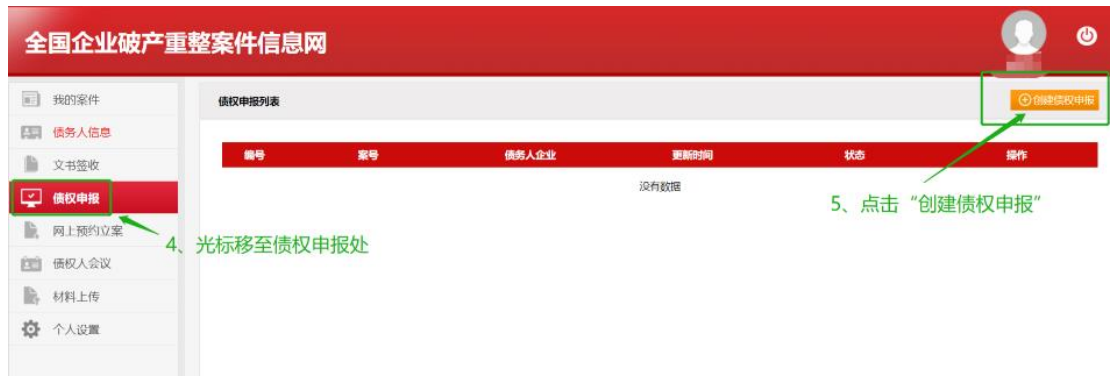 全国企业破产重整案件信息网
我的案件
债务人信息
文书签收
债权申报
网上预约立案
债权人会议
材料上传
个人设置
债权申报列表
创建债权申报
编号 案号 债务人企业 更新时间 状态 操作
没有数据
4、光标移至债权申报处
5、点击“创建债权申报”